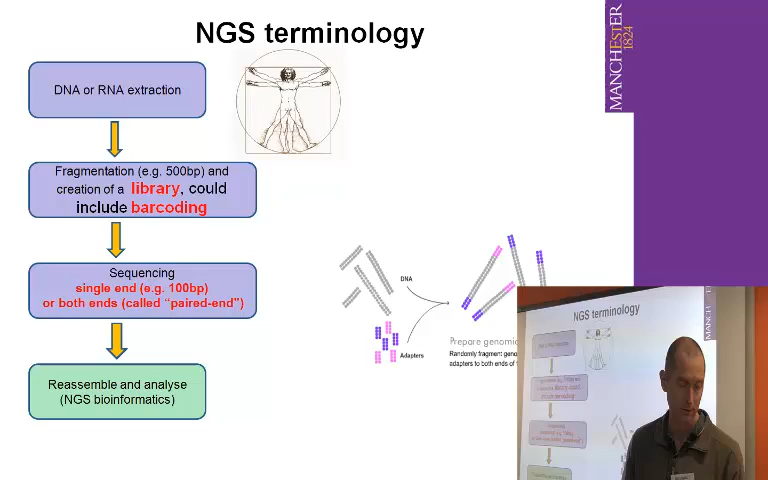 NGS terminology
MANCHESTER
1824
DNA or RNA extraction
Fragmentation (e.g. 500bp) and
creation of a library, could
include barcoding
Sequencing
single end (e.g. 100bp)
or both ends (called “paired-end”)
Reassemble and analyse
(NGS bioinformatics)
DNA
Adapters
Prepare genomic
Randomly fragment geno
adapters to both ends of
NGS terminology